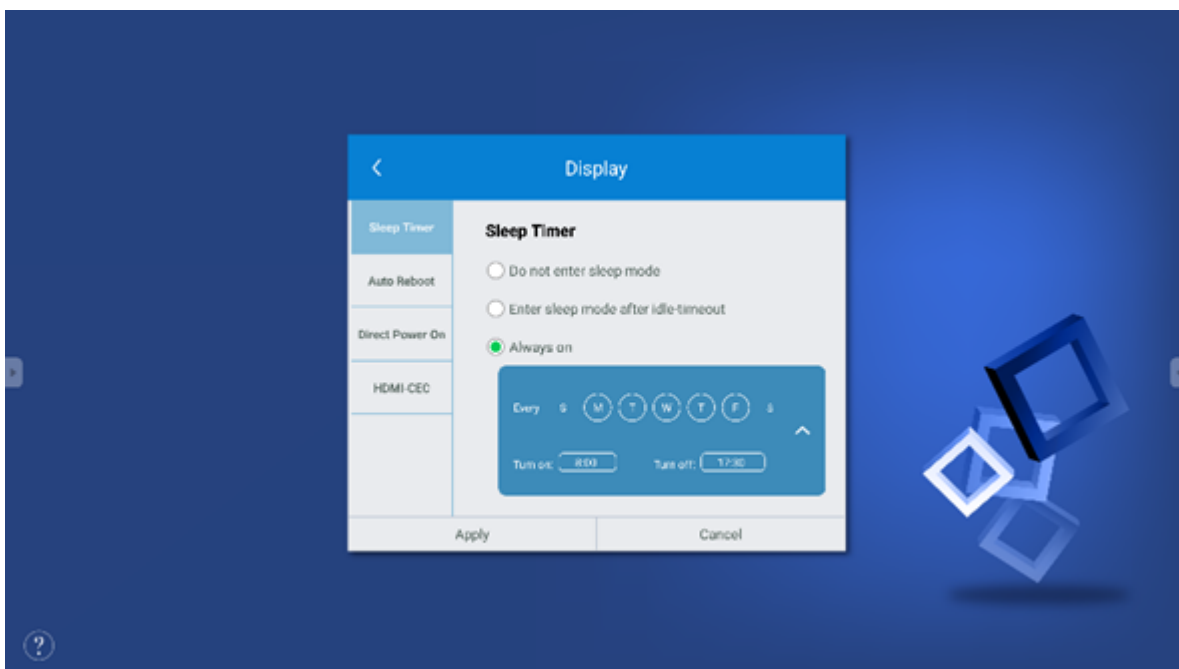 Display
Sleep Timer
Auto Reboot
Direct Power On
HDMI-CEC
Sleep Timer
Do not enter sleep mode
Enter sleep mode after idle-timeout
Always on
Every S M T W T F S
Turn on: 8:00 Turn off: 17:30
Apply Cancel
?